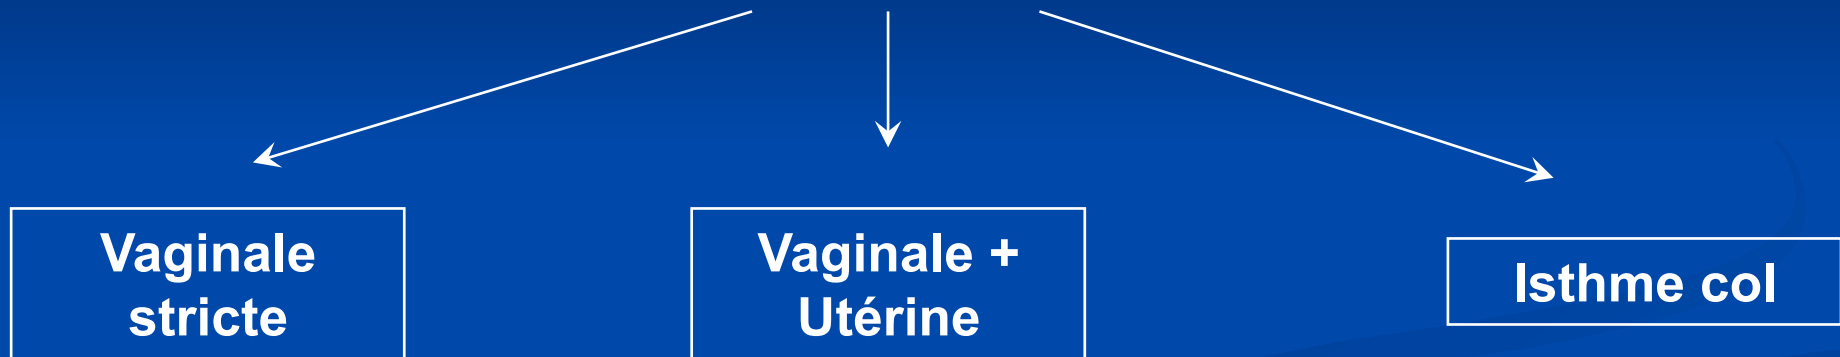 Vaginale
stricte
Vaginale +
Utérine
Isthme col